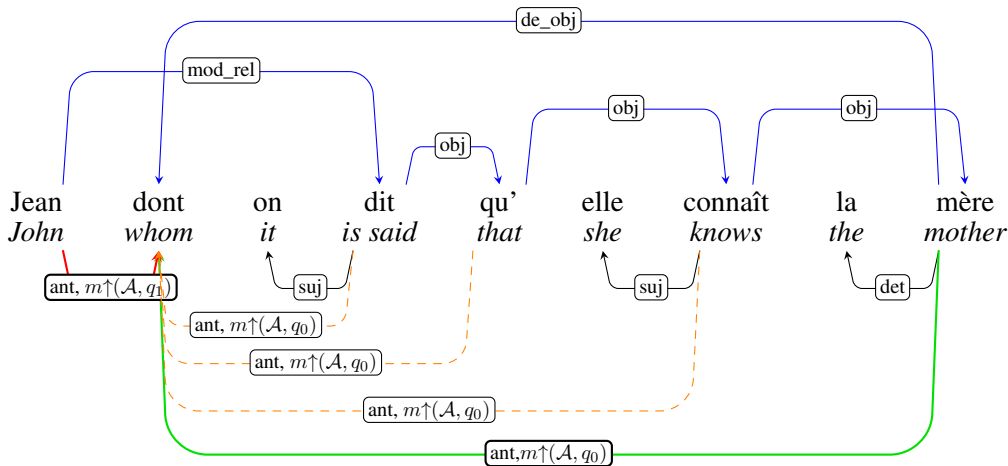 de_obj
mod_rel
obj obj
obj
Jean dont on dit qu’ elle connaît la mère
John whom it is said that she knows the mother
ant, m↑(𝒜, q₁) suj suj det
ant, m↑(𝒜, q₀)
ant, m↑(𝒜, q₀)
ant, m↑(𝒜, q₀)
ant,m↑(𝒜, q₀)